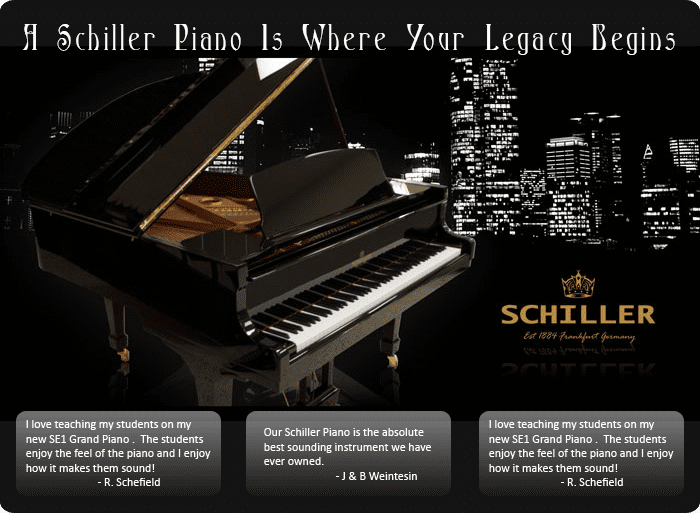 A Schiller Piano Is Where Your Legacy Begins
SCHILLER
Est 1884 Frankfurt Germany
I love teaching my students on my
new SE1 Grand Piano .  The students
enjoy the feel of the piano and I enjoy
how it makes them sound!
- R. Schefield
Our Schiller Piano is the absolute
best sounding instrument we have
ever owned.
- J & B Weintesin
I love teaching my students on my
new SE1 Grand Piano .  The students
enjoy the feel of the piano and I enjoy
how it makes them sound!
- R. Schefield